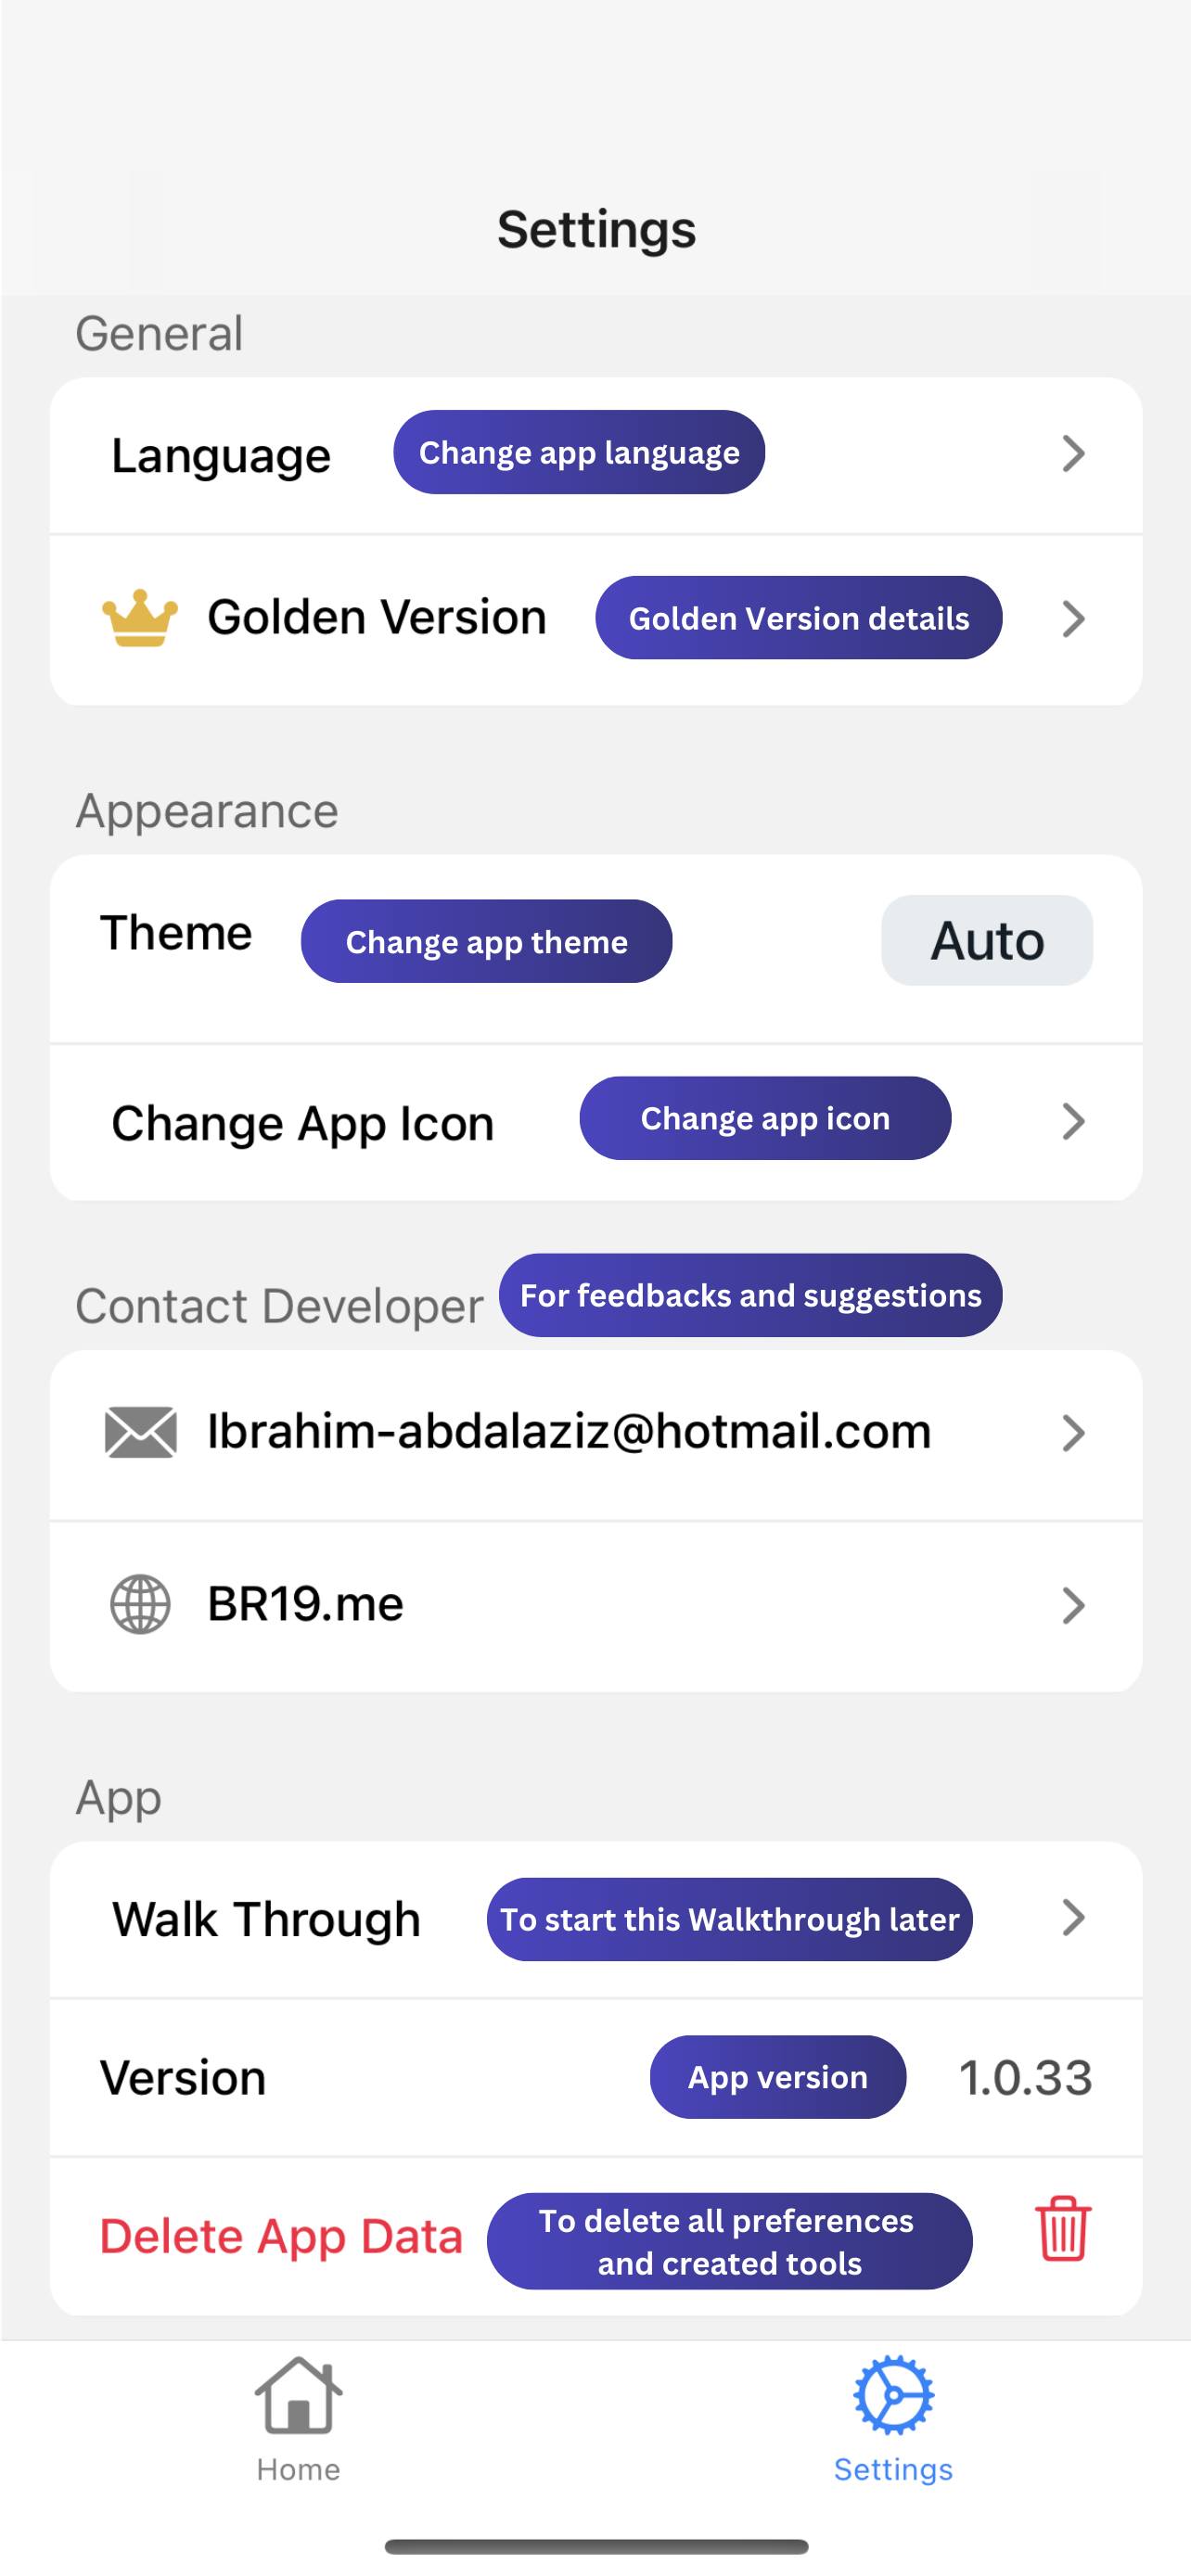 Settings
General
Language
Change app language
Golden Version
Golden Version details
Appearance
Theme
Change app theme
Auto
Change App Icon
Change app icon
Contact Developer
For feedbacks and suggestions
Ibrahim-abdalaziz@hotmail.com
BR19.me
App
Walk Through
To start this Walkthrough later
Version
App version
1.0.33
Delete App Data
To delete all preferences
and created tools
Home
Settings